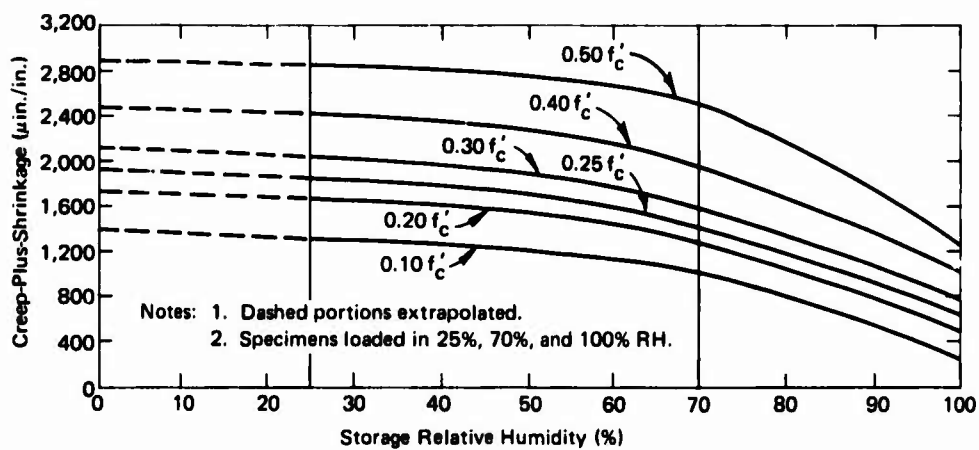 3,200
2,800
2,400
2,000
1,600
1,200
800
400
0
Creep-Plus-Shrinkage (μin./in.)
0.50 f'c
0.40 f'c
0.30 f'c
0.25 f'c
0.20 f'c
0.10 f'c
Notes: 1. Dashed portions extrapolated.
2. Specimens loaded in 25%, 70%, and 100% RH.
0 10 20 30 40 50 60 70 80 90 100
Storage Relative Humidity (%)